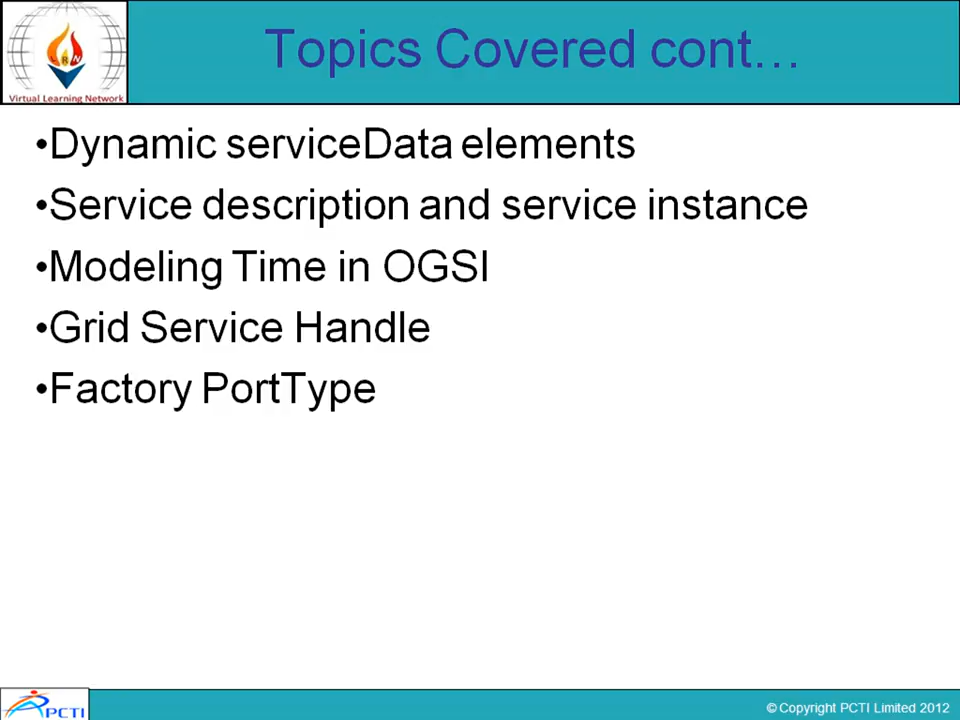 Topics Covered cont...
Virtual Learning Network
•Dynamic serviceData elements
•Service description and service instance
•Modeling Time in OGSI
•Grid Service Handle
•Factory PortType
PCTI
© Copyright PCTI Limited 2012